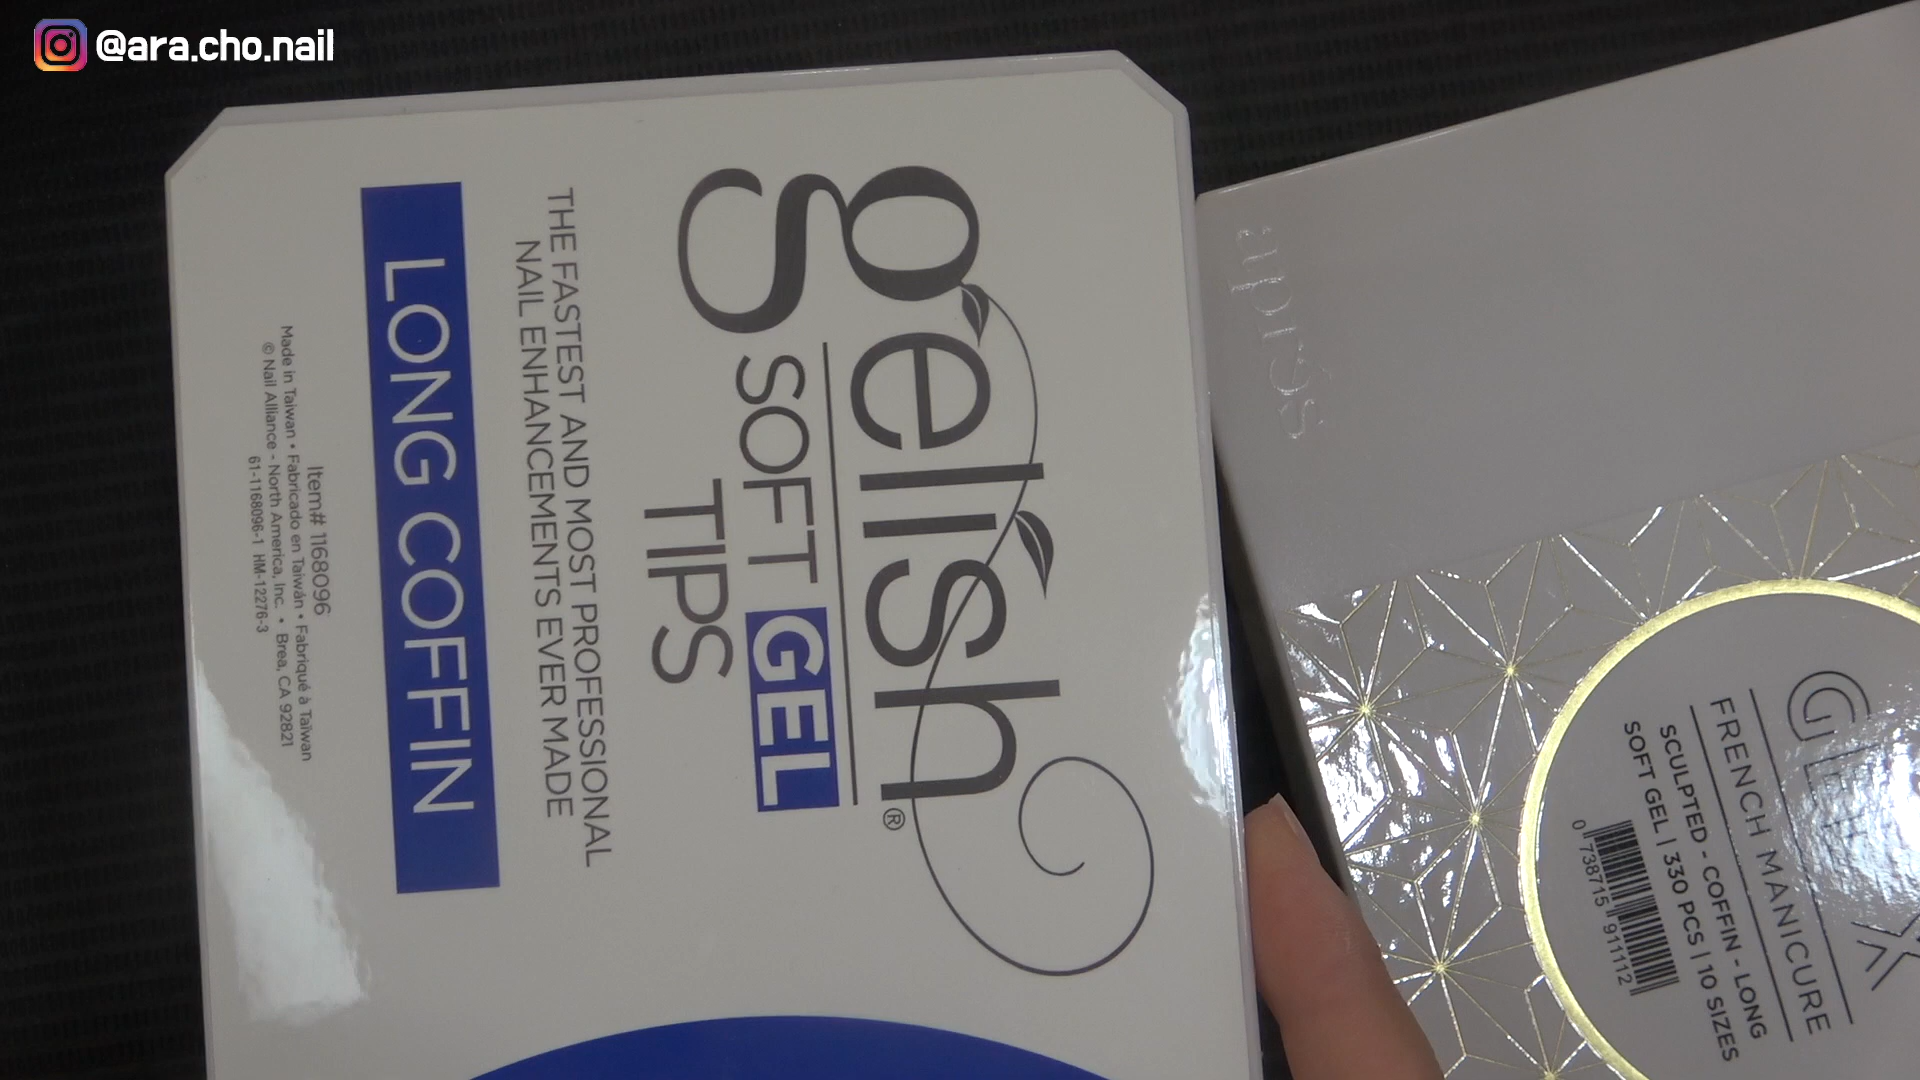 @ara.cho.nail
gelish®
SOFT GEL
TIPS
THE FASTEST AND MOST PROFESSIONAL
NAIL ENHANCEMENTS EVER MADE
LONG COFFIN
Item# 1168096
Made in Taiwan • Fabricado en Taiwán • Fabriqué à Taïwan
© Nail Alliance - North America, Inc. • Brea, CA 92821
61-1168096-1 HM-12276-3
aprés
FRENCH MANICURE
SCULPTED - COFFIN - LONG
SOFT GEL | 330 PCS | 10 SIZES
0 738715 911112